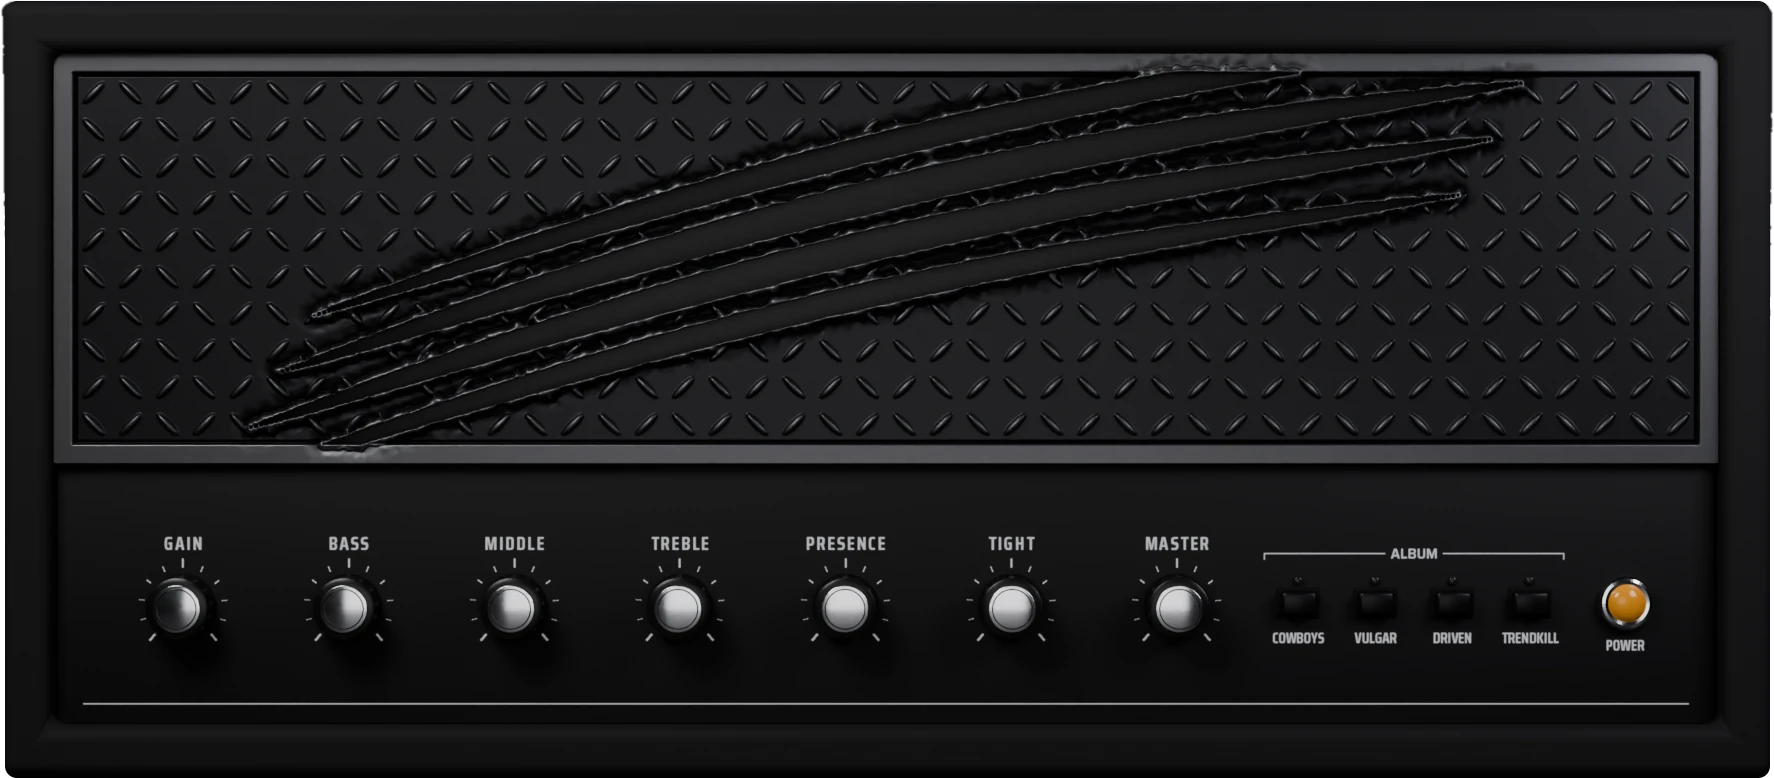 GAIN
BASS
MIDDLE
TREBLE
PRESENCE
TIGHT
MASTER
ALBUM
COWBOYS
VULGAR
DRIVEN
TRENDKILL
POWER